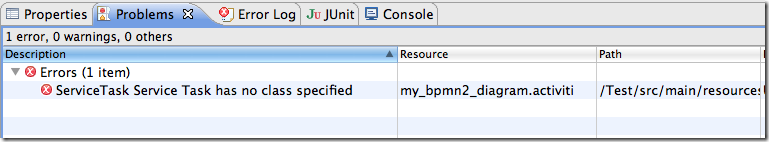 Properties Problems Error Log JUnit Console
1 error, 0 warnings, 0 others
Description Resource Path
Errors (1 item)
ServiceTask Service Task has no class specified my_bpmn2_diagram.activiti /Test/src/main/resources